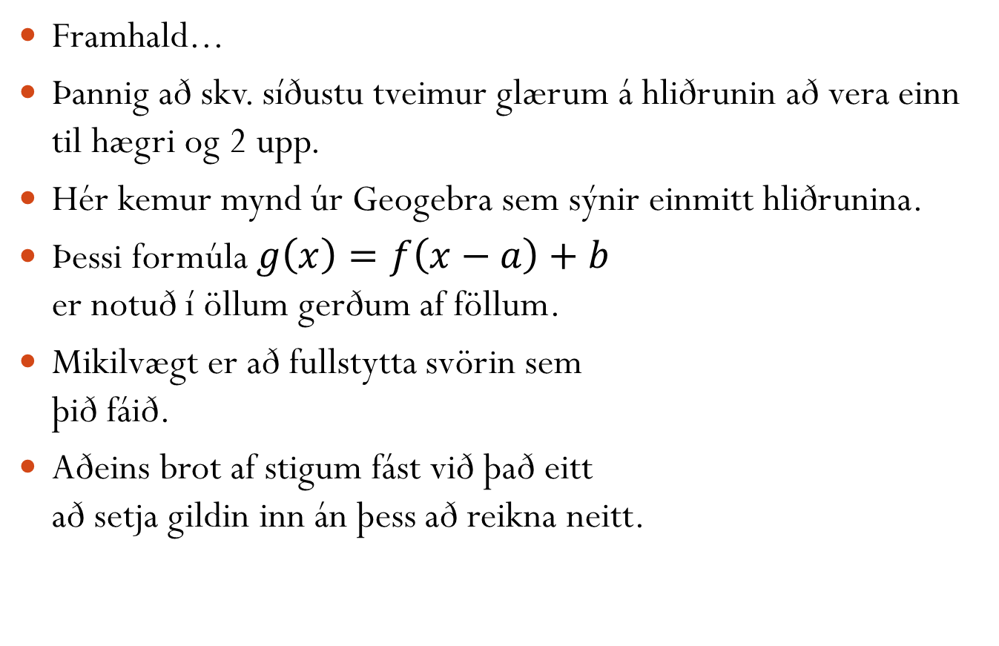 • Framhald…
• Þannig að skv. síðustu tveimur glærum á hliðrunin að vera einn
til hægri og 2 upp.
• Hér kemur mynd úr Geogebra sem sýnir einmitt hliðrunina.
• Þessi formúla g(x) = f(x − a) + b
er notuð í öllum gerðum af föllum.
• Mikilvægt er að fullstytta svörin sem
þið fáið.
• Aðeins brot af stigum fást við það eitt
að setja gildin inn án þess að reikna neitt.